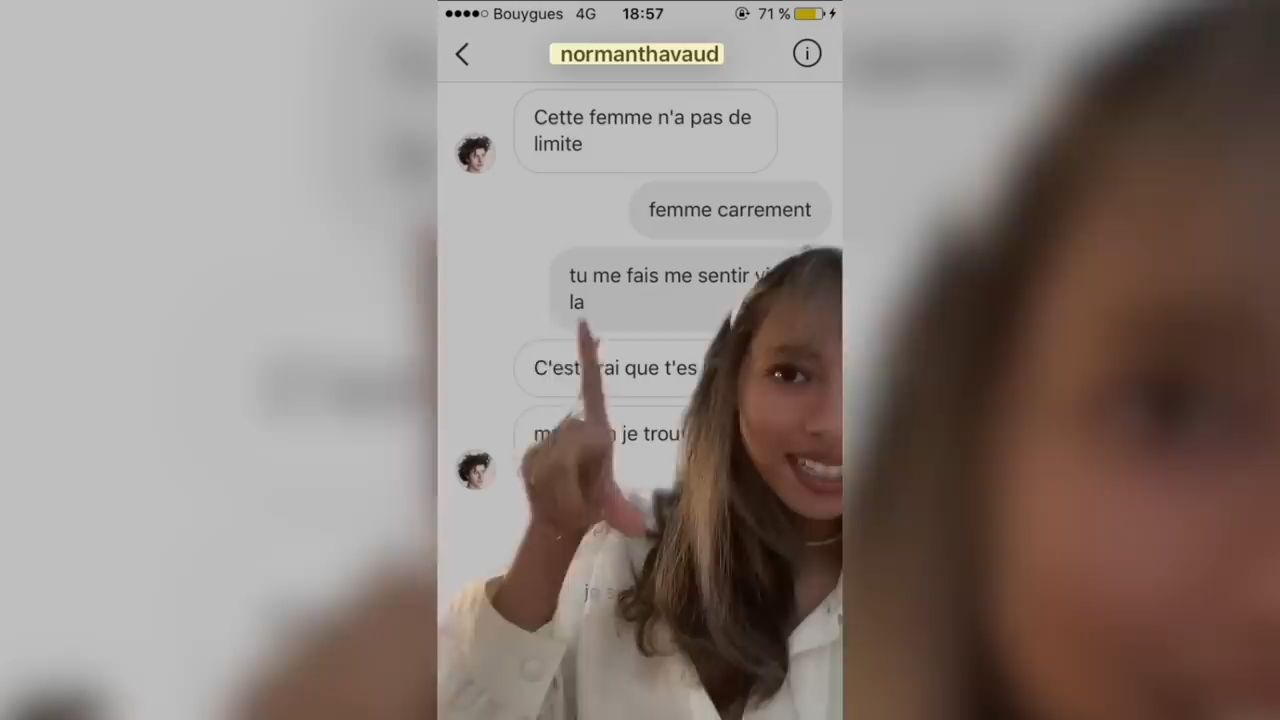 Bouygues 4G 18:57 71 %
normanthavaud
Cette femme n'a pas de
limite
femme carrement
tu me fais me sentir
la
C'est que t'es
je